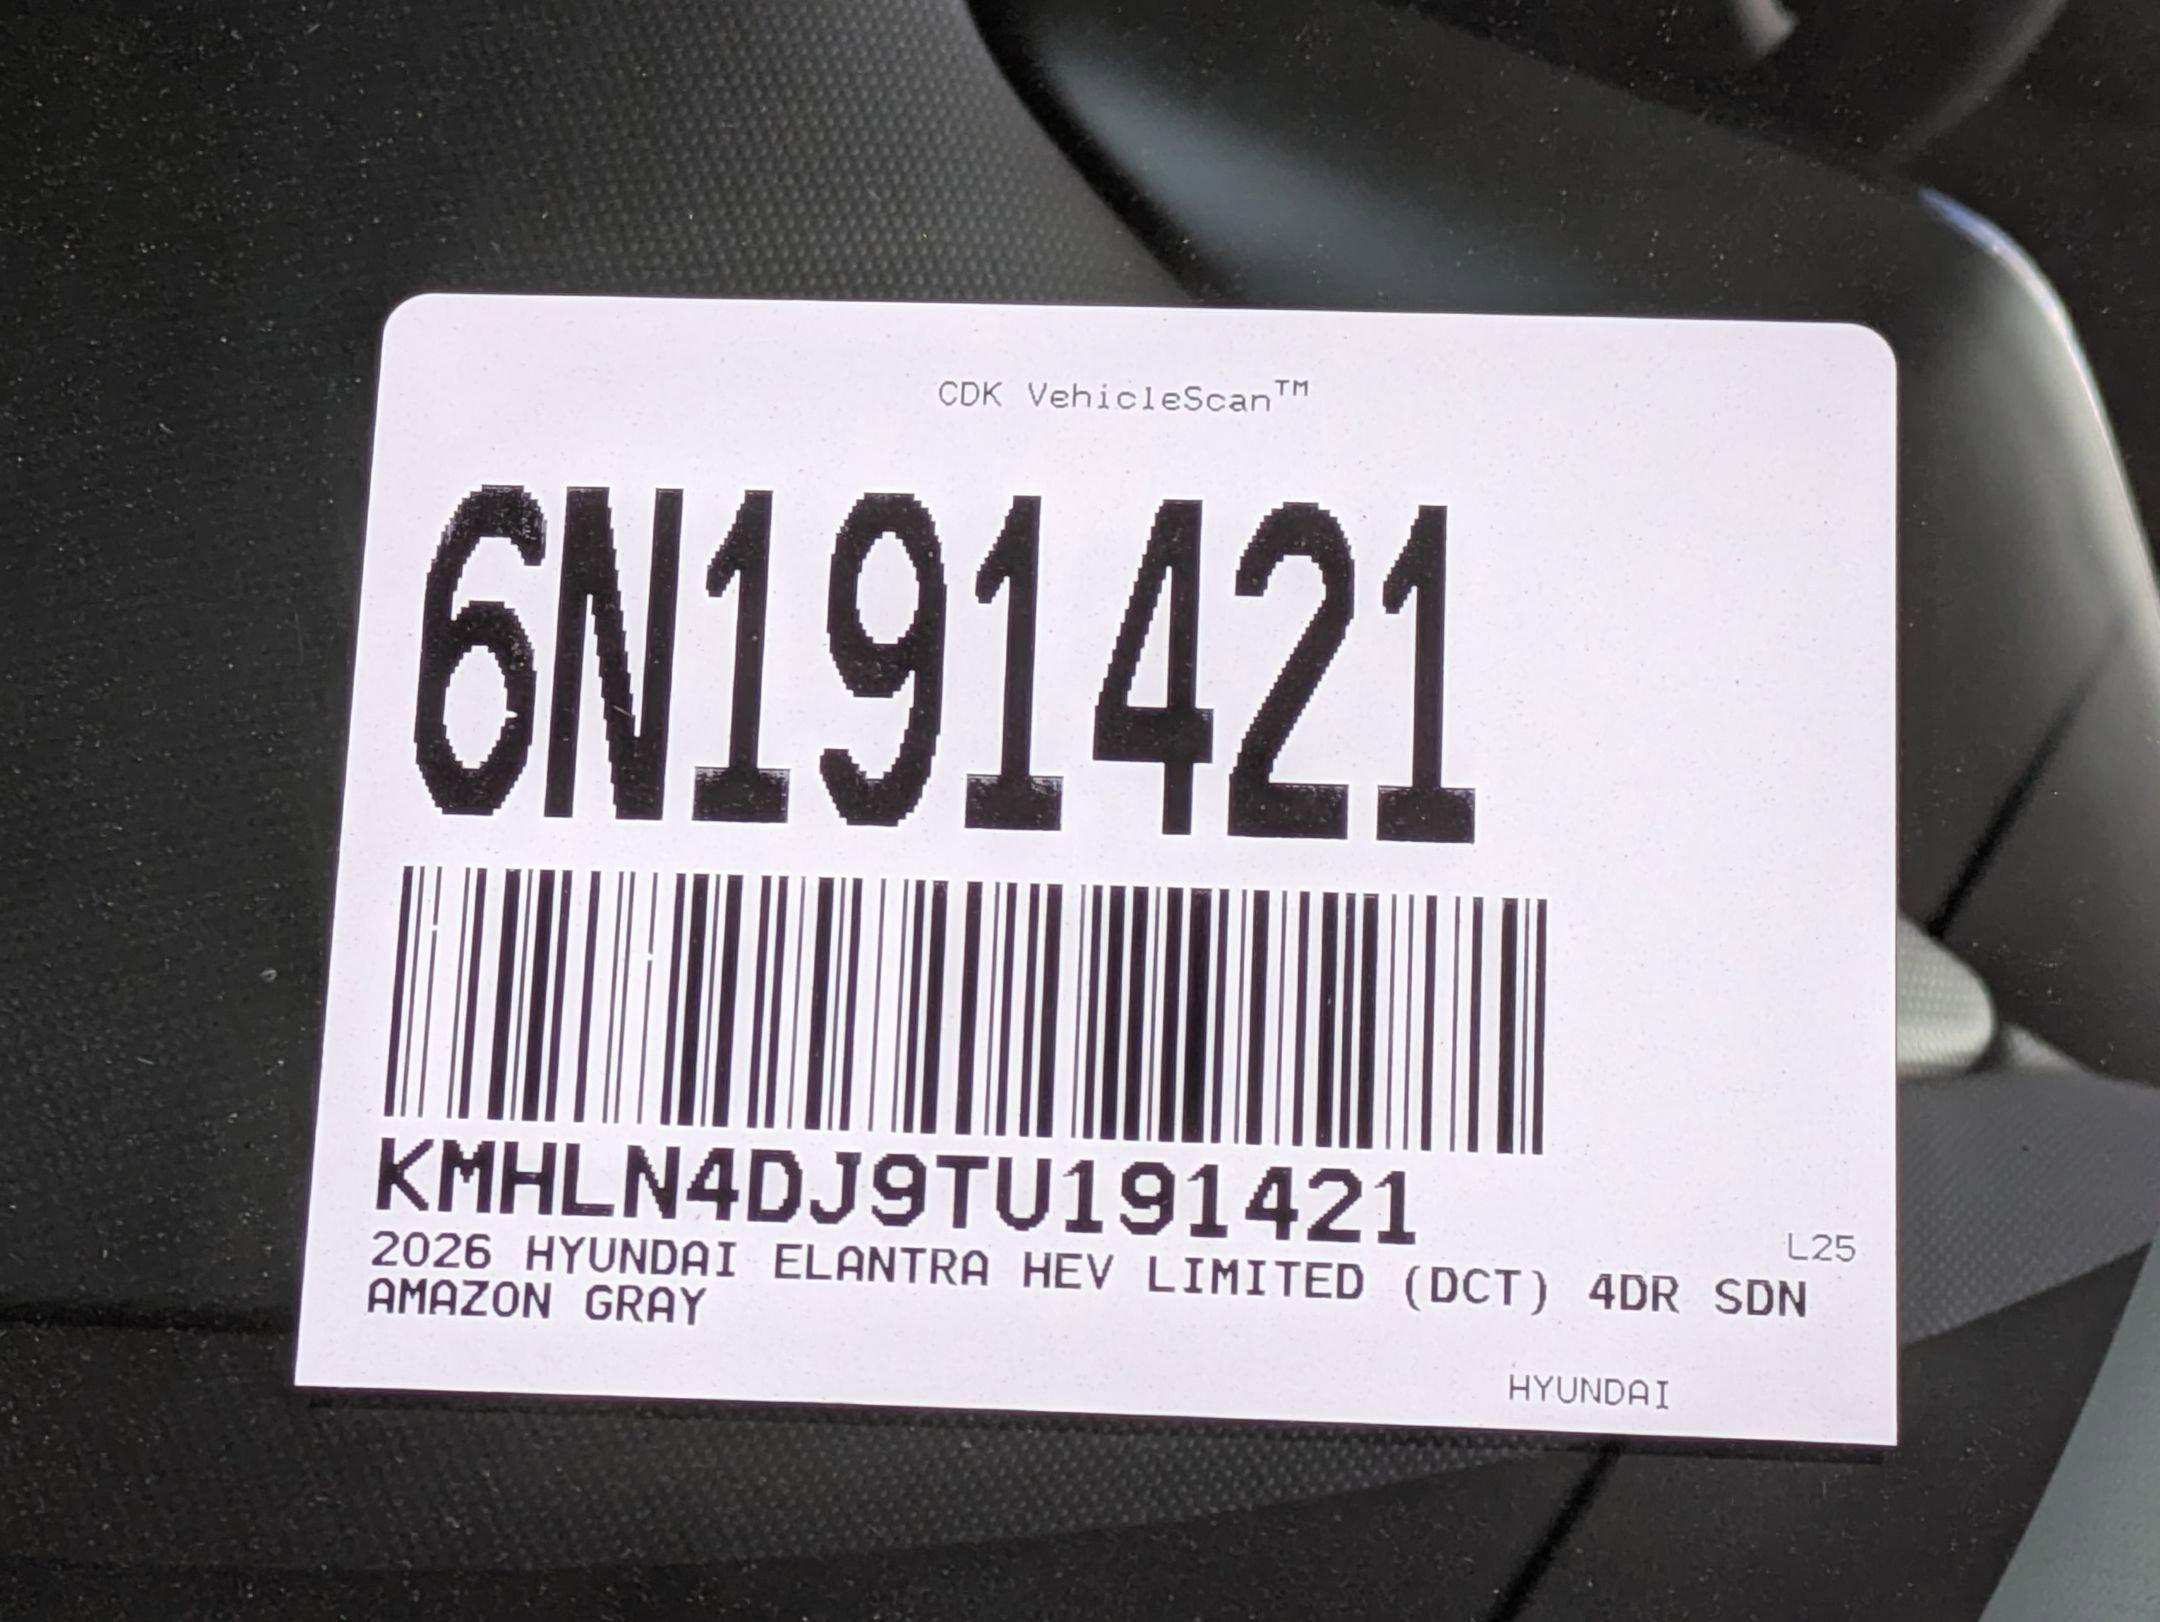 CDK VehicleScan™
6N191421
KMHLN4DJ9TU191421
L25
2026 HYUNDAI ELANTRA HEV LIMITED (DCT) 4DR SDN
AMAZON GRAY
HYUNDAI